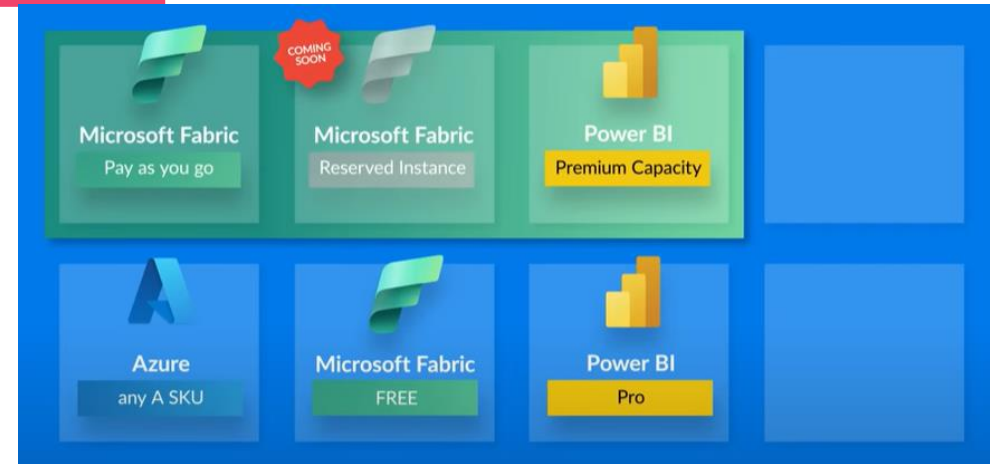 COMING
SOON
Microsoft Fabric
Pay as you go
Microsoft Fabric
Reserved Instance
Power BI
Premium Capacity
Azure
any A SKU
Microsoft Fabric
FREE
Power BI
Pro